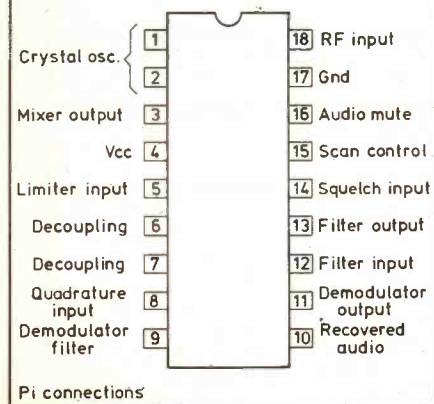 Crystal osc.
1
2
Mixer output 3
Vcc 4
Limiter input 5
Decoupling 6
Decoupling 7
Quadrature
input 8
Demodulator
filter 9
18 RF input
17 Gnd
16 Audio mute
15 Scan control
14 Squelch input
13 Filter output
12 Filter input
11 Demodulator
output
10 Recovered
audio
Pi connections